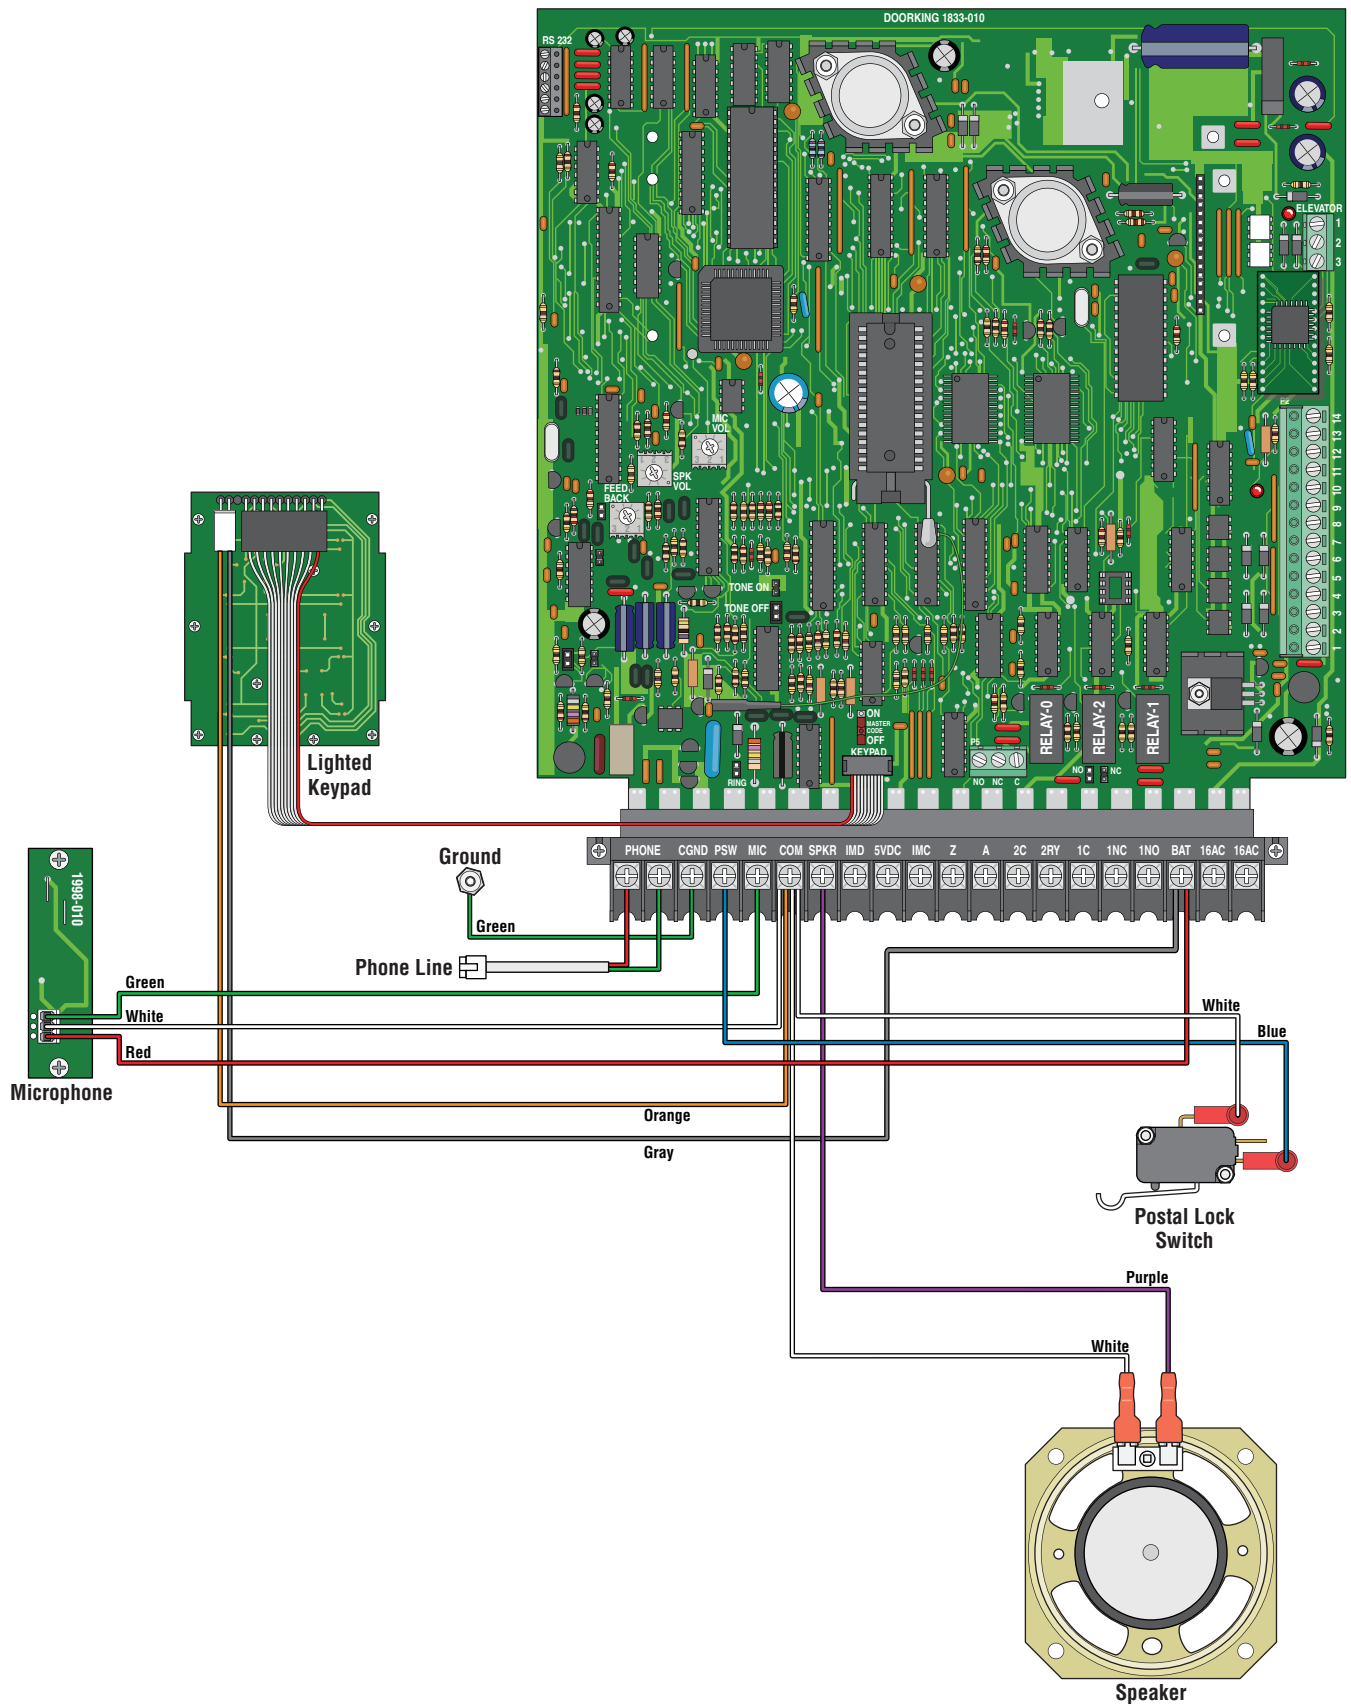 DOORKING 1833-010
RS 232
ELEVATOR
1
2
3
MIC
VOL
SPK
VOL
FEED
BACK
14
13
12
11
10
9
8
7
6
5
4
3
2
1
TONE ON
TONE OFF
ON
MASTER
CODE
OFF
KEYPAD
RING
P5
NO NC C
RELAY-0
RELAY-2
RELAY-1
NO
NC
PHONE CGND PSW MIC COM SPKR IMD 5VDC IMC Z A 2C 2RY 1C 1NC 1NO BAT 16AC 16AC
Lighted
Keypad
Ground
Green
Phone Line
1998-010
Green
White
Red
Microphone
White
Blue
Orange
Gray
Postal Lock
Switch
Purple
White
Speaker